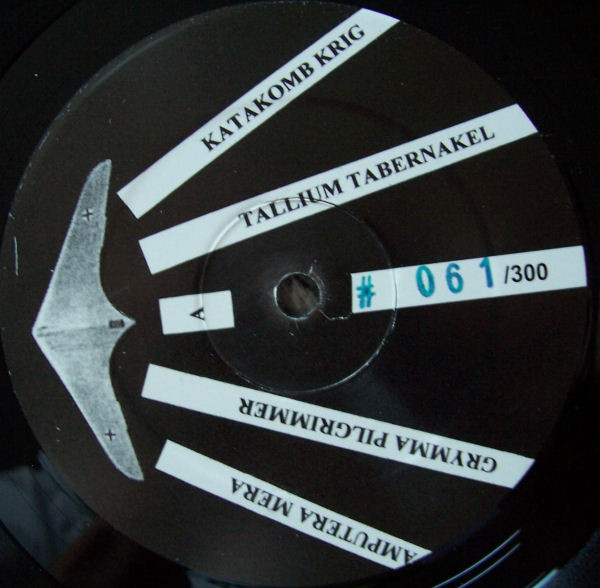 KATAKOMB KRIG
TALLIUM TABERNAKEL
# 061/300
A
GRYMMA PILGRIMMER
AMPUTERA MERA